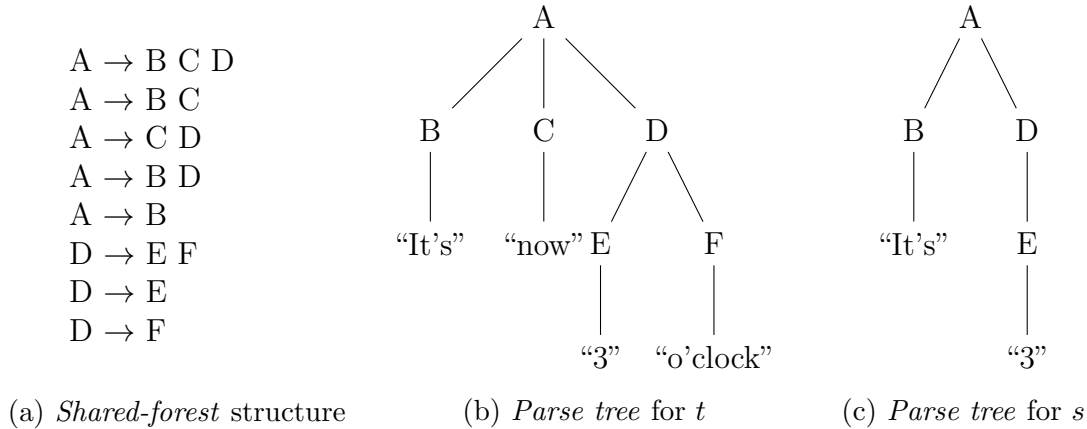 A → B C D
A → B C
A → C D
A → B D
A → B
D → E F
D → E
D → F
(a) Shared-forest structure
A
B C D
“It's” “now” E F
“3” “o'clock”
(b) Parse tree for t
A
B D
“It's” E
“3”
(c) Parse tree for s